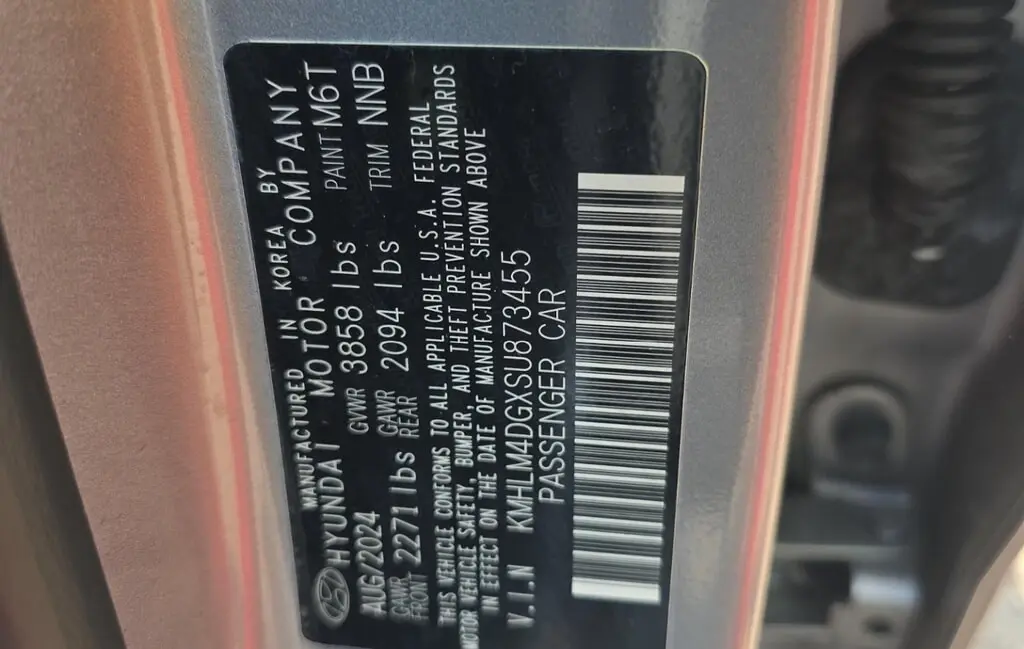 MANUFACTURED IN KOREA BY
HYUNDAI MOTOR COMPANY
AUG/2024 GVWR 3858 lbs PAINT M6T
GAWR FRONT 2271 lbs GAWR REAR 2094 lbs TRIM NNB
THIS VEHICLE CONFORMS TO ALL APPLICABLE U.S.A. FEDERAL
MOTOR VEHICLE SAFETY, BUMPER, AND THEFT PREVENTION STANDARDS
IN EFFECT ON THE DATE OF MANUFACTURE SHOWN ABOVE
V.I.N KMHLM4DGXSU873455
PASSENGER CAR